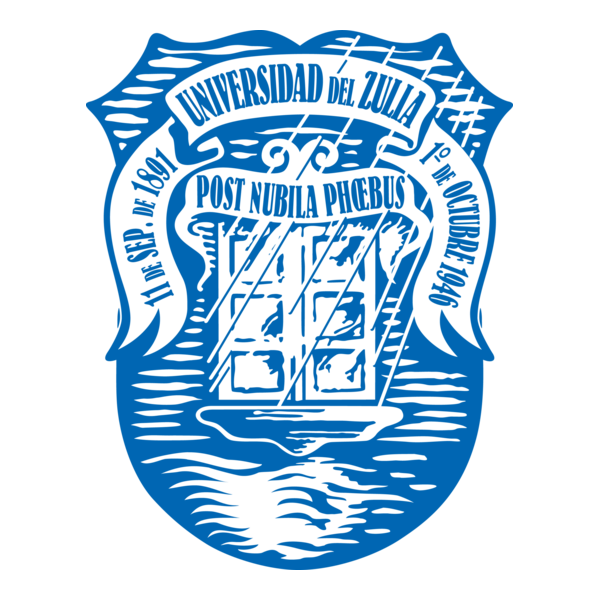 UNIVERSIDAD DEL ZULIA
11 DE SEP. DE 1891
1º DE OCTUBRE 1946
POST NUBILA PHŒBUS